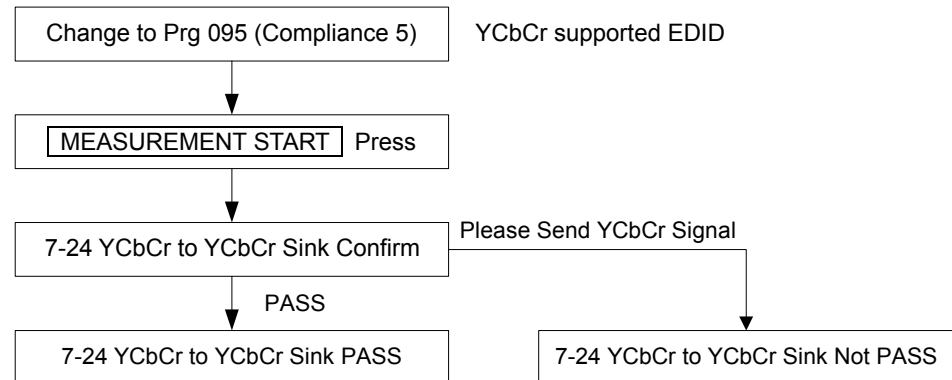 Change to Prg 095 (Compliance 5)
YCbCr supported EDID
MEASUREMENT START Press
7-24 YCbCr to YCbCr Sink Confirm
Please Send YCbCr Signal
PASS
7-24 YCbCr to YCbCr Sink PASS
7-24 YCbCr to YCbCr Sink Not PASS